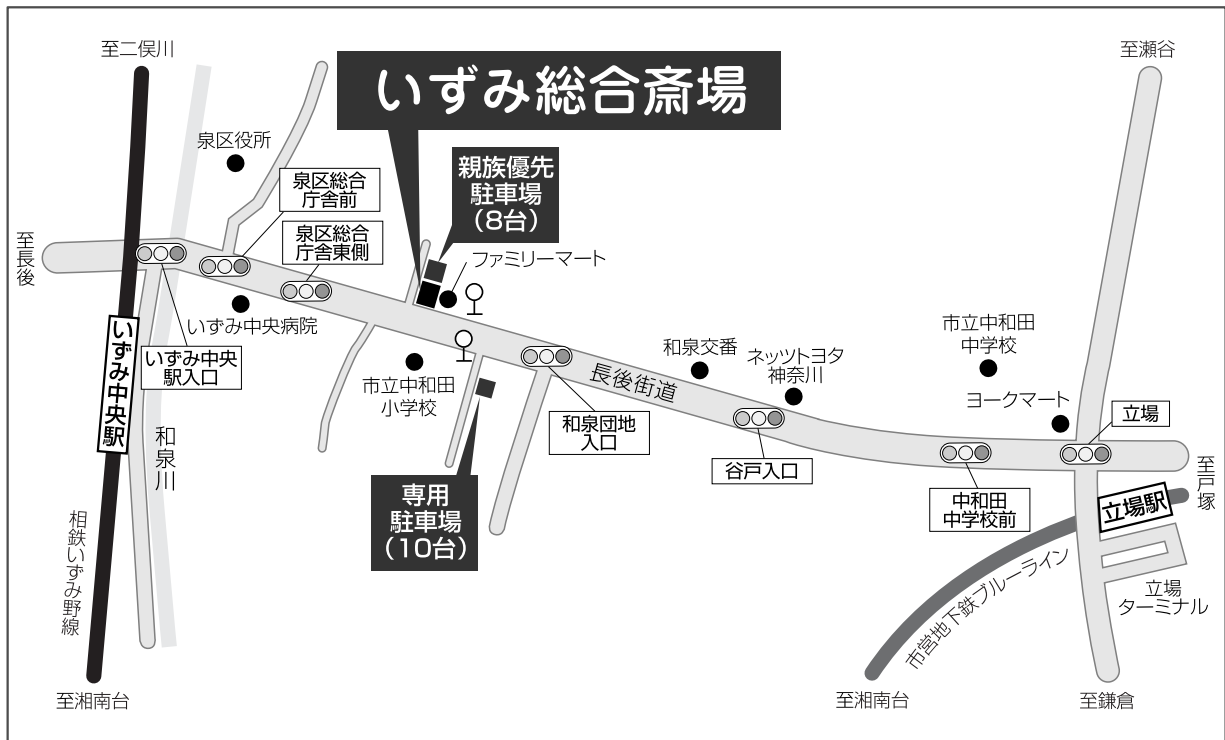 至二俣川
至瀬谷
いずみ総合斎場
泉区役所
親族優先
駐車場
（8台）
泉区総合
庁舎前
泉区総合
庁舎東側
至長後
ファミリーマート
いずみ中央病院
いずみ中央駅
いずみ中央
駅入口
市立中和田
小学校
和泉交番
ネッツトヨタ
神奈川
市立中和田
中学校
長後街道
ヨークマート
立場
和泉団地
入口
和泉川
谷戸入口
至戸塚
専用
駐車場
（10台）
中和田
中学校前
立場駅
相鉄いずみ野線
市営地下鉄ブルーライン
立場
ターミナル
至湘南台
至湘南台
至鎌倉